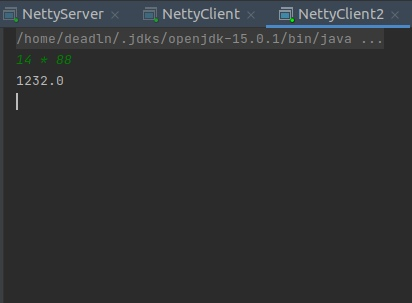 NettyServer NettyClient NettyClient2
/home/deadln/.jdks/openjdk-15.0.1/bin/java ...
14 * 88
1232.0